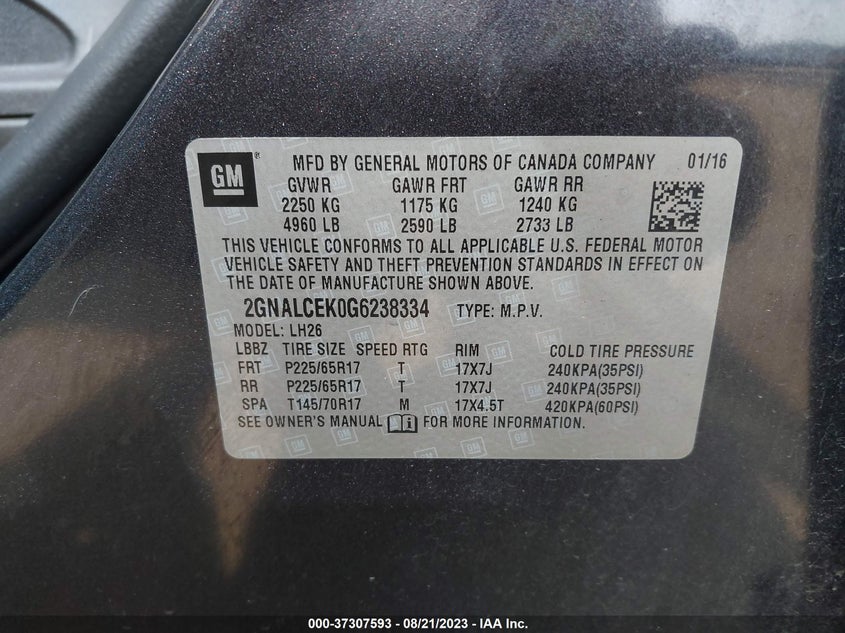 GM ® MFD BY GENERAL MOTORS OF CANADA COMPANY 01/16
GVWR GAWR FRT GAWR RR
2250 KG 1175 KG 1240 KG
4960 LB 2590 LB 2733 LB
THIS VEHICLE CONFORMS TO ALL APPLICABLE U.S. FEDERAL MOTOR
VEHICLE SAFETY AND THEFT PREVENTION STANDARDS IN EFFECT ON
THE DATE OF MANUFACTURE SHOWN ABOVE.
2GNALCEK0G6238334 TYPE: M.P.V.
MODEL: LH26
LBBZ TIRE SIZE SPEED RTG RIM COLD TIRE PRESSURE
FRT P225/65R17 T 17X7J 240KPA(35PSI)
RR P225/65R17 T 17X7J 240KPA(35PSI)
SPA T145/70R17 M 17X4.5T 420KPA(60PSI)
SEE OWNER'S MANUAL FOR MORE INFORMATION.
000-37307593 - 08/21/2023 - IAA Inc.